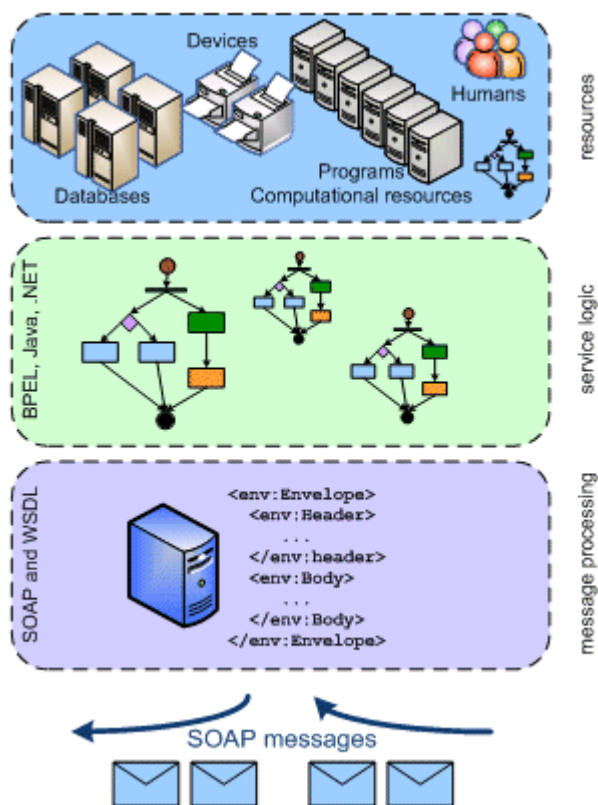 Devices
Humans
Databases
Programs
Computational resources
resources
BPEL, Java, .NET
service logic
SOAP and WSDL
<env:Envelope>
<env:Header>
...
</env:header>
<env:Body>
...
</env:Body>
</env:Envelope>
message processing
SOAP messages